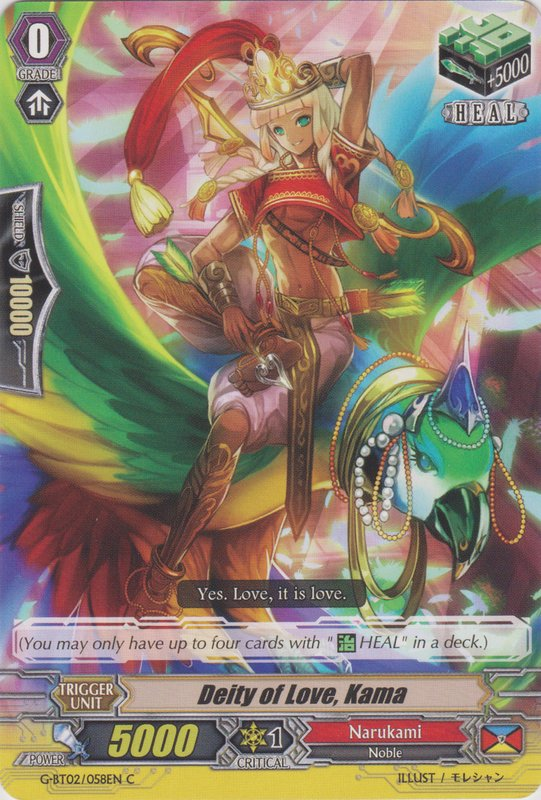 0
GRADE
治
+5000
HEAL
SHIELD
10000
Yes. Love, it is love.
(You may only have up to four cards with "治 HEAL" in a deck.)
TRIGGER
UNIT
Deity of Love, Kama
POWER
5000
1
CRITICAL
Narukami
Noble
G-BT02/058EN C
ILLUST / モレシャン